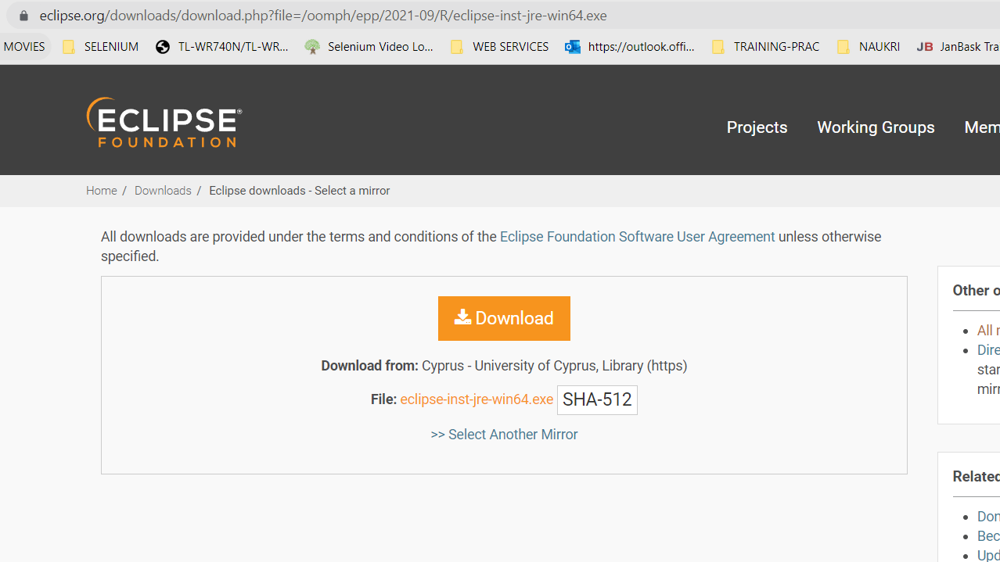 eclipse.org/downloads/download.php?file=/oomph/epp/2021-09/R/eclipse-inst-jre-win64.exe
MOVIES SELENIUM TL-WR740N/TL-WR... Selenium Video Lo... WEB SERVICES https://outlook.offi... TRAINING-PRAC NAUKRI JB JanBask Tra
ECLIPSE®
FOUNDATION
Projects Working Groups Mem
Home / Downloads / Eclipse downloads - Select a mirror
All downloads are provided under the terms and conditions of the Eclipse Foundation Software User Agreement unless otherwise
specified.
Download
Download from: Cyprus - University of Cyprus, Library (https)
File: eclipse-inst-jre-win64.exe SHA-512
>> Select Another Mirror
Other o
All
Dire
star
mirr
Related
Don
Bec
Upd